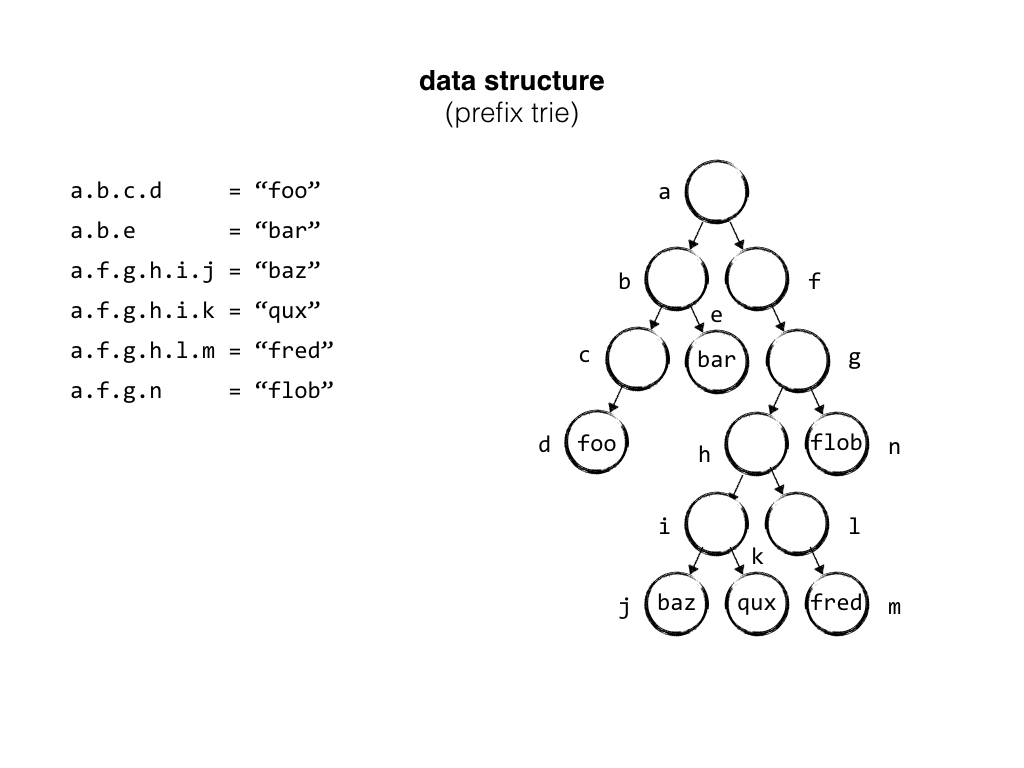 data structure
(prefix trie)
a.b.c.d = “foo”
a.b.e = “bar”
a.f.g.h.i.j = “baz”
a.f.g.h.i.k = “qux”
a.f.g.h.l.m = “fred”
a.f.g.n = “flob”
a
b
f
e
c
bar
g
d
foo
h
flob
n
i
l
k
j
baz
qux
fred
m